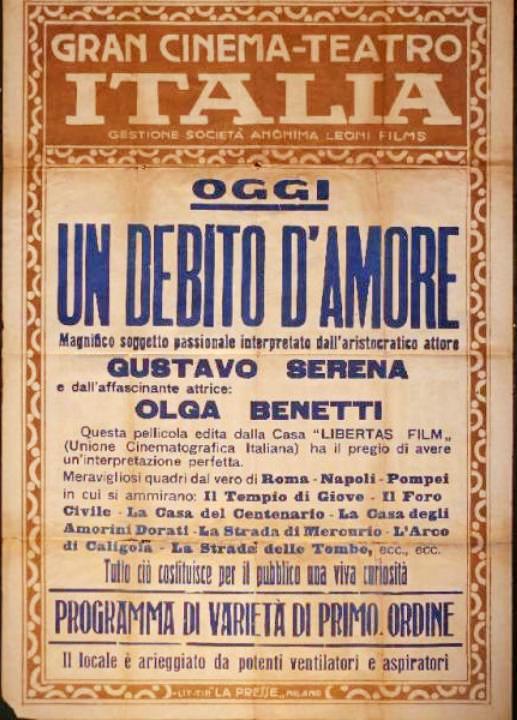 GRAN CINEMA-TEATRO
ITALIA
GESTIONE SOCIETÀ ANONIMA LEONI FILMS
OGGI
UN DEBITO D'AMORE
Magnifico soggetto passionale interpretato dall'aristocratico attore
GUSTAVO SERENA
e dall'affascinante attrice:
OLGA BENETTI
Questa pellicola edita dalla Casa "LIBERTAS FILM„
(Unione Cinematografica Italiana) ha il pregio di avere
un'interpretazione perfetta.
Meravigliosi quadri dal vero di Roma - Napoli - Pompei
in cui si ammirano: Il Tempio di Giove - Il Foro
Civile - La Casa del Centenario - La Casa degli
Amorini Dorati - La Strada di Mercurio - L'Arco
di Caligola - La Strada delle Tombe, ecc., ecc.
Tutto ciò costituisce per il pubblico una viva curiosità
PROGRAMMA DI VARIETÀ DI PRIMO ORDINE
Il locale è arieggiato da potenti ventilatori e aspiratori
LIT-TIP. "LA PRESSE„ MILANO